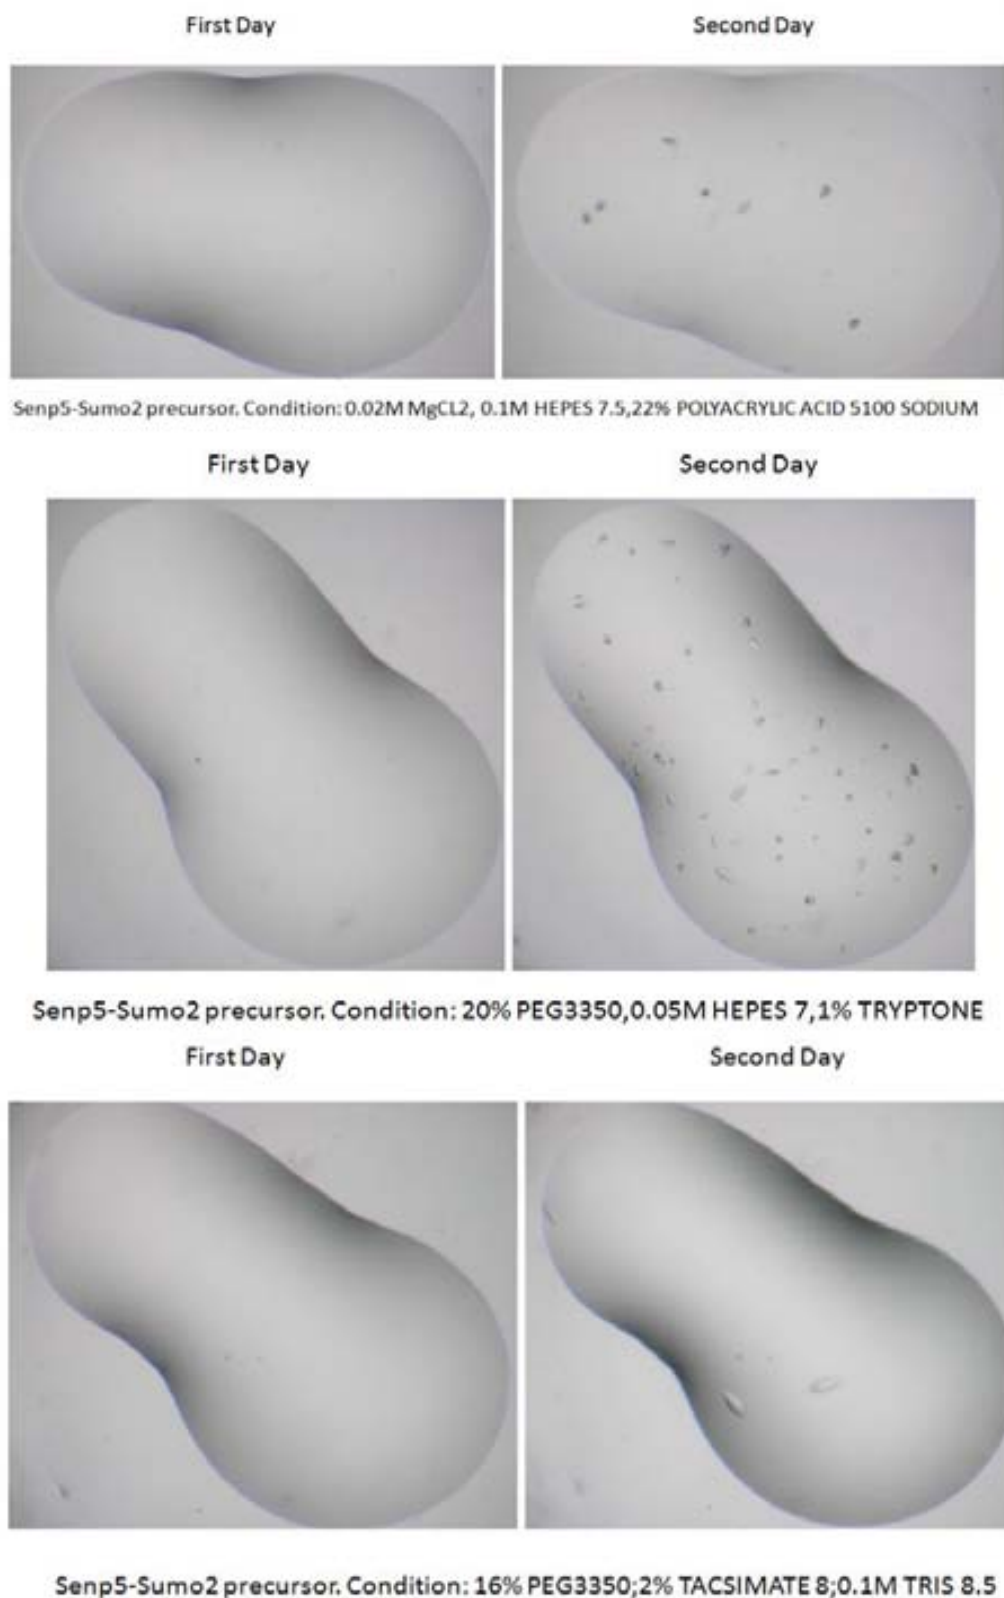 First Day Second Day
Senp5-Sumo2 precursor. Condition: 0.02M MgCL2, 0.1M HEPES 7.5,22% POLYACRYLIC ACID 5100 SODIUM
First Day Second Day
Senp5-Sumo2 precursor. Condition: 20% PEG3350,0.05M HEPES 7,1% TRYPTONE
First Day Second Day
Senp5-Sumo2 precursor. Condition: 16% PEG3350;2% TACSIMATE 8;0.1M TRIS 8.5